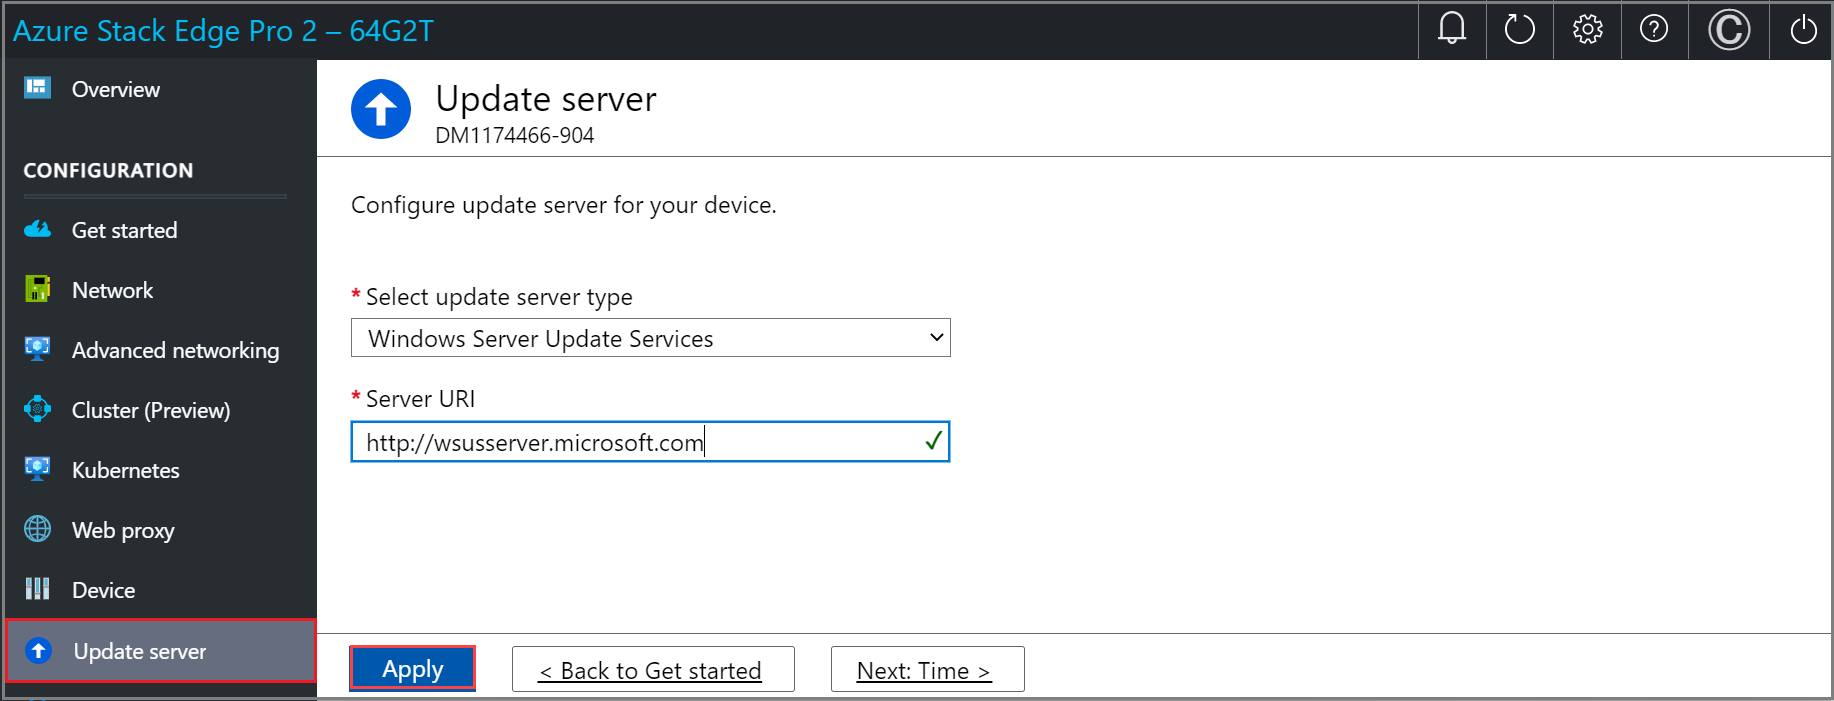 Azure Stack Edge Pro 2 – 64G2T
Overview
CONFIGURATION
Get started
Network
Advanced networking
Cluster (Preview)
Kubernetes
Web proxy
Device
Update server
Update server
DM1174466-904
Configure update server for your device.
* Select update server type
Windows Server Update Services
* Server URI
http://wsusserver.microsoft.com
Apply
< Back to Get started
Next: Time >